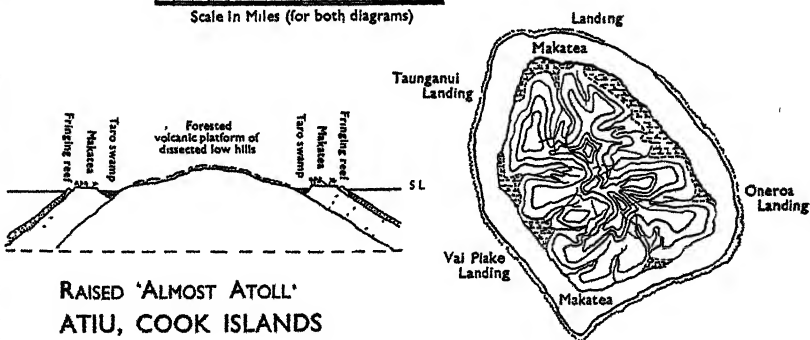 Scale in Miles (for both diagrams)
Landing
Makatea
Taunganui
Landing
Fringing reef
Makatea
Taro swamp
Forested
volcanic platform of
dissected low hills
Taro swamp
Makatea
Fringing reef
SL
Oneroa
Landing
Vai Piake
Landing
Makatea
RAISED 'ALMOST ATOLL'
ATIU, COOK ISLANDS